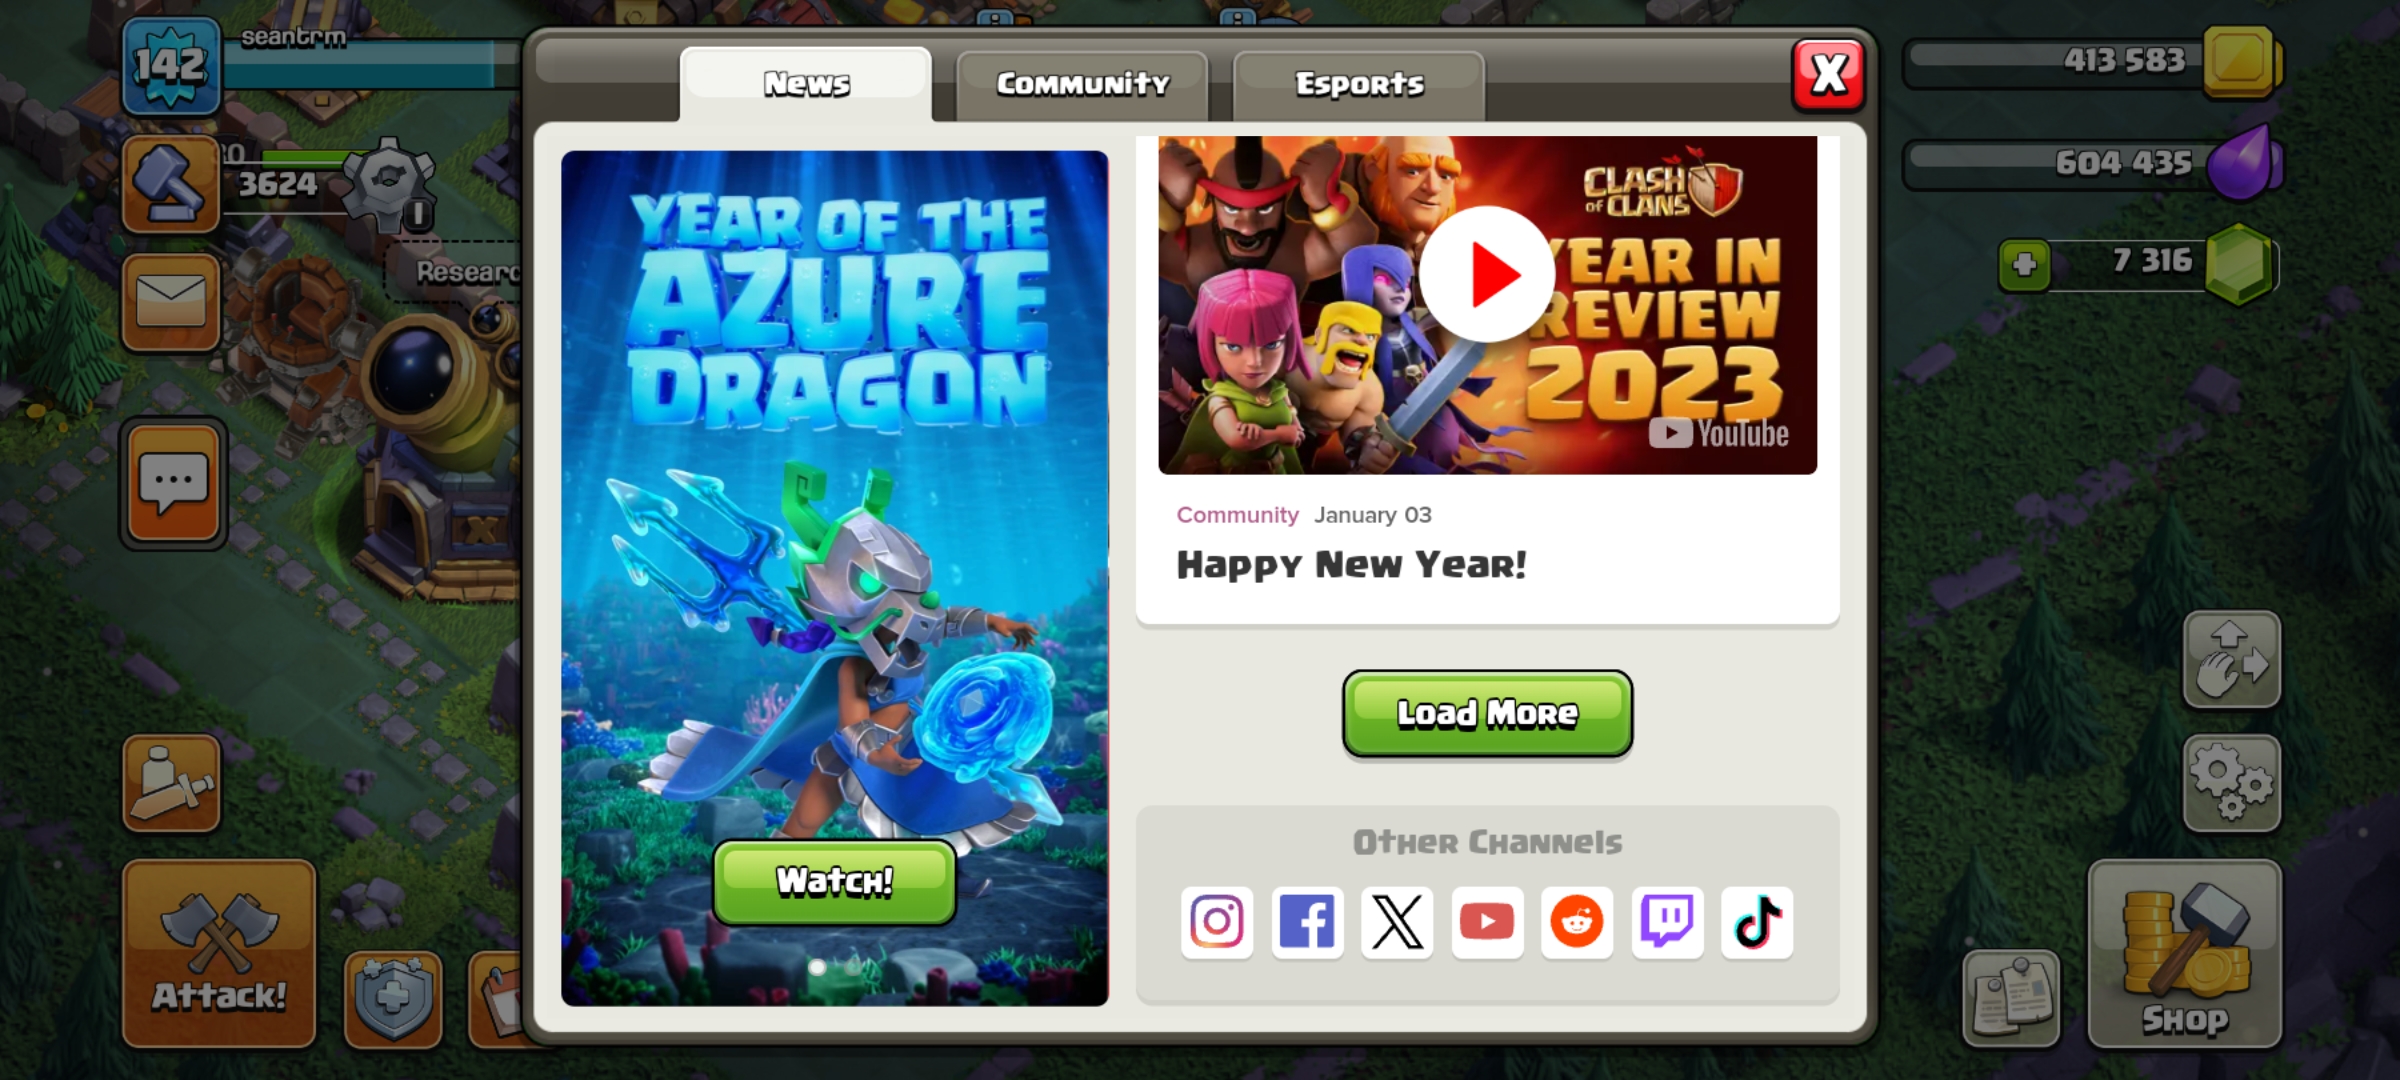 142
seantrm
News
Community
Esports
X
413 583
604 435
7 316
3624
Researc
YEAR OF THE
AZURE
DRAGON
Watch!
CLASH
OF CLANS
YEAR IN
REVIEW
2023
YouTube
Community January 03
Happy New Year!
Load More
Other Channels
Attack!
Shop